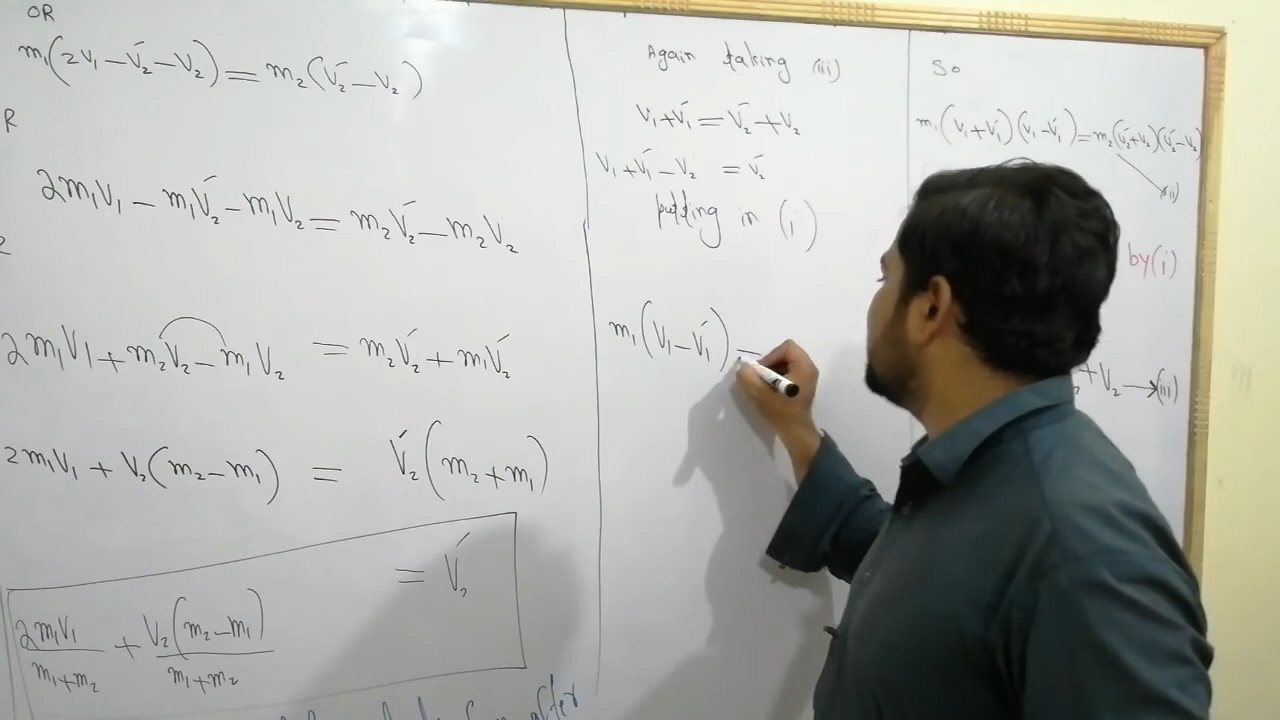 OR
m₁(2V₁ – V₂́ – V₂) = m₂(V₂́ – V₂)
R
2m₁V₁ – m₁V₂́ – m₁V₂ = m₂V₂́ – m₂V₂
2
2m₁V₁ + m₂V₂ – m₁V₂ = m₂V₂́ + m₁V₂́
2m₁V₁ + V₂(m₂ – m₁) = V₂́(m₂ + m₁)
2m₁V₁/m₁+m₂ + V₂(m₂–m₁)/m₁+m₂ = V₂́
after
Again taking (iii)
V₁ + V₁́ = V₂́ + V₂
V₁ + V₁́ – V₂ = V₂́
putting in (i)
m₁(V₁ – V₁́) =
So
m₁(V₁+V₁́)(V₁–V₁́) = m₂(V₂́+V₂)(V₂́–V₂)
ii)
by (i)
+ V₂ → (iii)